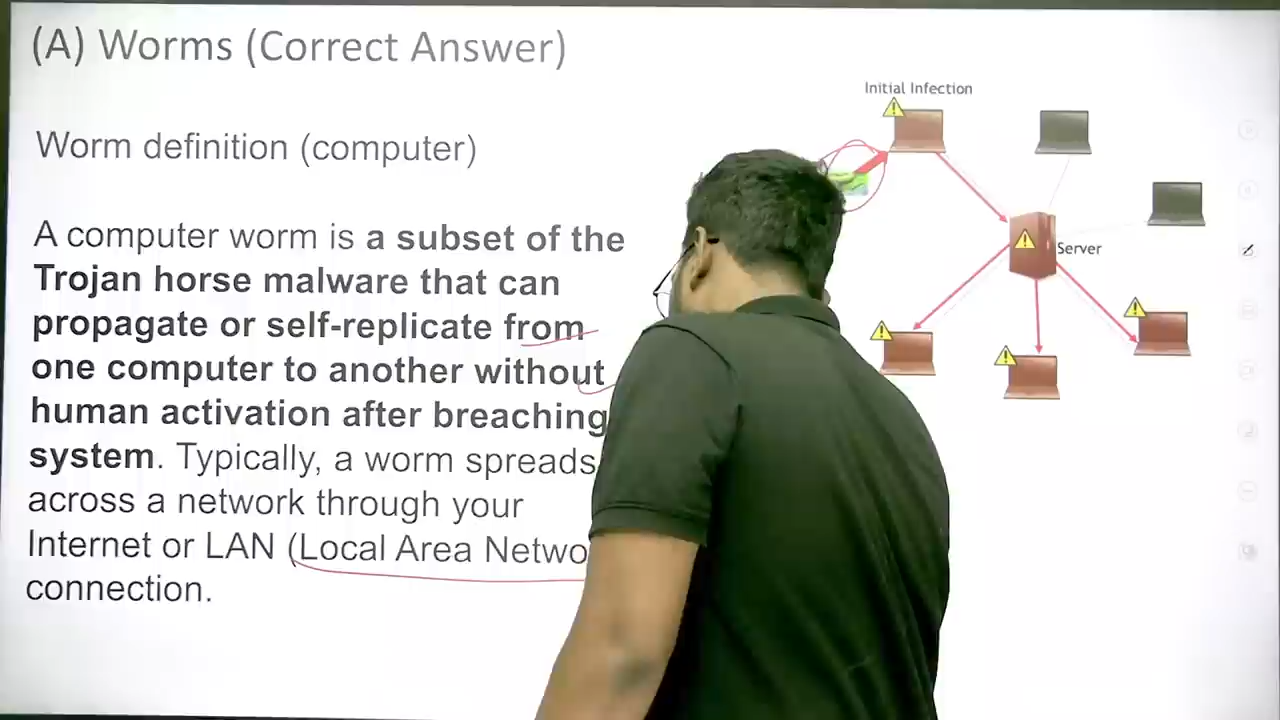 (A) Worms (Correct Answer)
Worm definition (computer)
A computer worm is a subset of the
Trojan horse malware that can
propagate or self-replicate from
one computer to another without
human activation after breaching
system. Typically, a worm spreads
across a network through your
Internet or LAN (Local Area Netwo
connection.
Initial Infection
Server